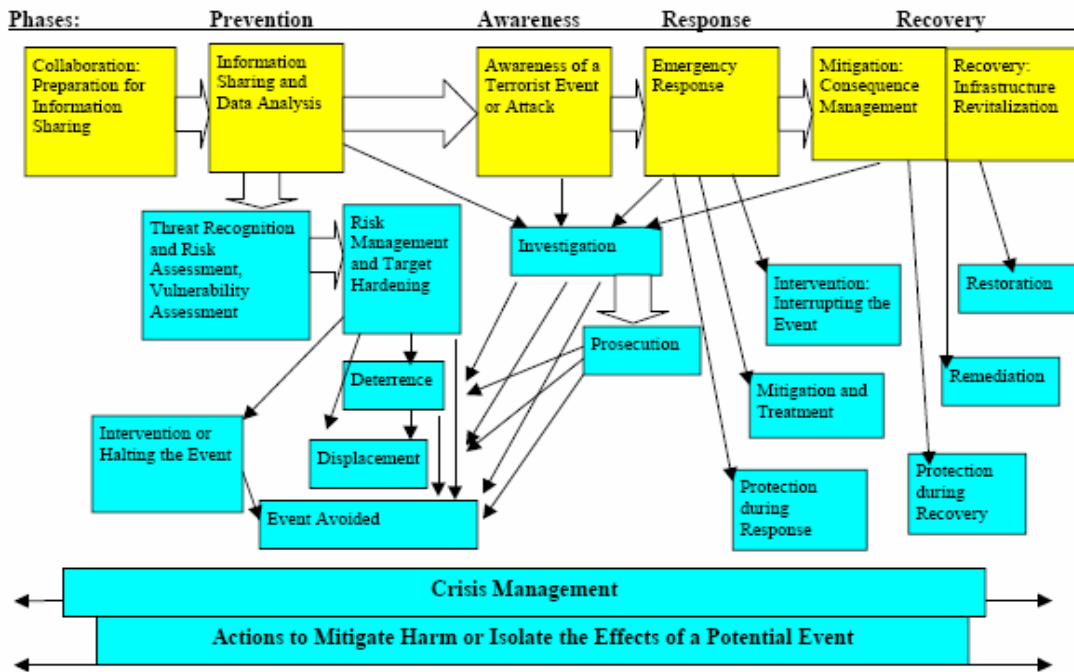 Phases: Prevention Awareness Response Recovery
Collaboration:
Preparation for
Information
Sharing
Information
Sharing and
Data Analysis
Awareness of a
Terrorist Event
or Attack
Emergency
Response
Mitigation:
Consequence
Management
Recovery:
Infrastructure
Revitalization
Threat Recognition
and Risk
Assessment,
Vulnerability
Assessment
Risk
Management
and Target
Hardening
Investigation
Intervention:
Interrupting the
Event
Restoration
Prosecution
Deterrence
Mitigation and
Treatment
Remediation
Intervention or
Halting the Event
Displacement
Protection
during
Response
Protection
during
Recovery
Event Avoided
Crisis Management
Actions to Mitigate Harm or Isolate the Effects of a Potential Event